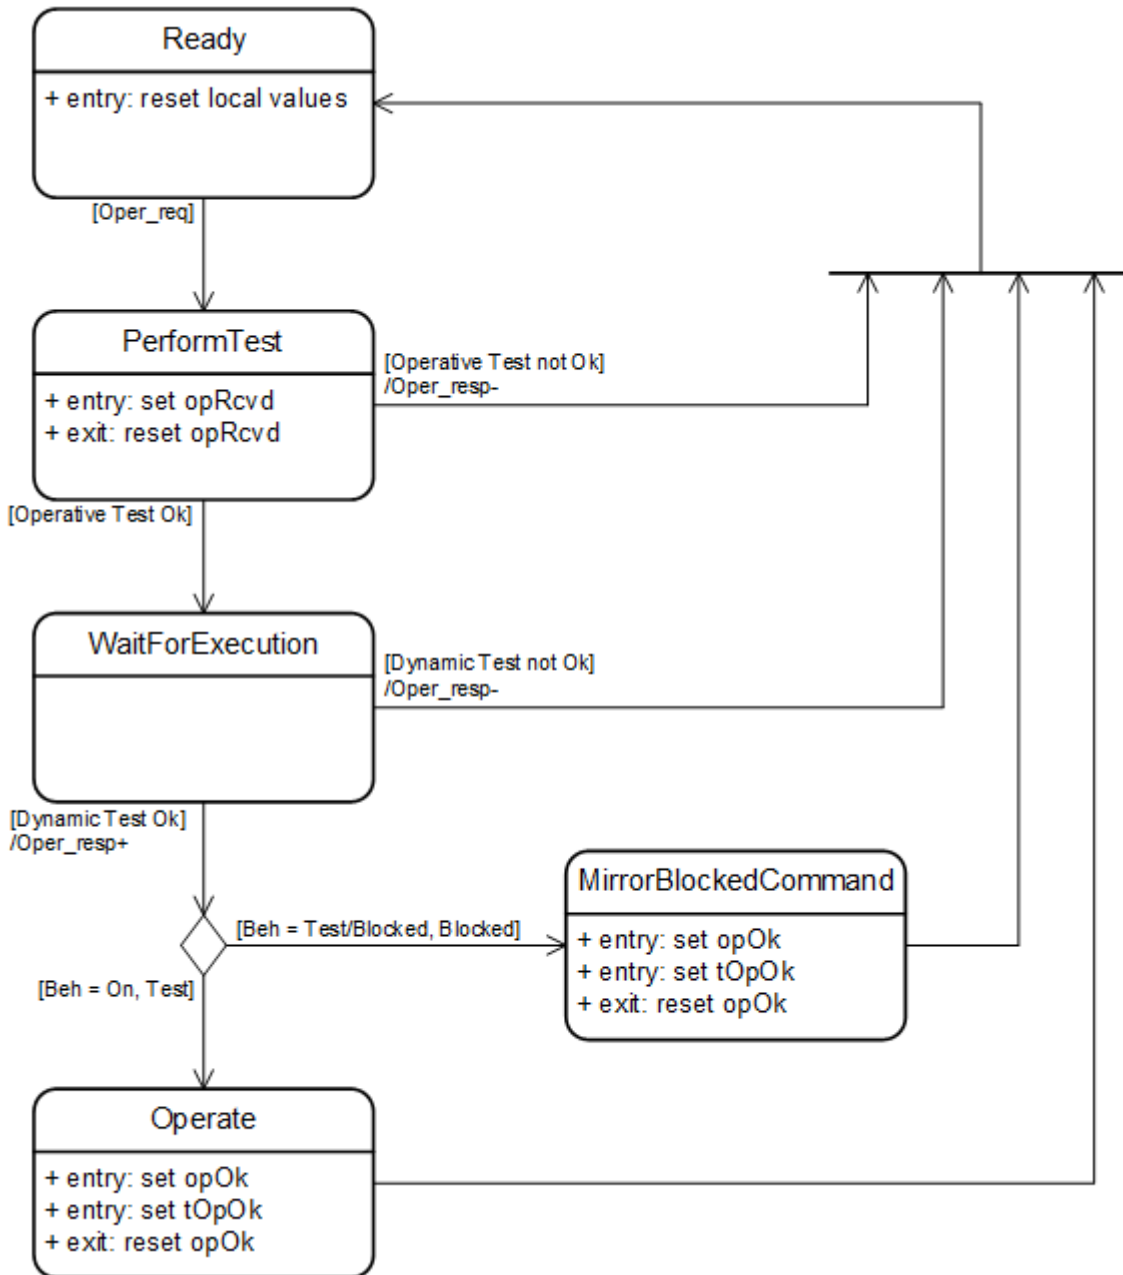 Ready
+ entry: reset local values
[Oper_req]
PerformTest
+ entry: set opRcvd
+ exit: reset opRcvd
[Operative Test not Ok]
/Oper_resp-
[Operative Test Ok]
WaitForExecution
[Dynamic Test not Ok]
/Oper_resp-
[Dynamic Test Ok]
/Oper_resp+
MirrorBlockedCommand
+ entry: set opOk
+ entry: set tOpOk
+ exit: reset opOk
[Beh = Test/Blocked, Blocked]
[Beh = On, Test]
Operate
+ entry: set opOk
+ entry: set tOpOk
+ exit: reset opOk